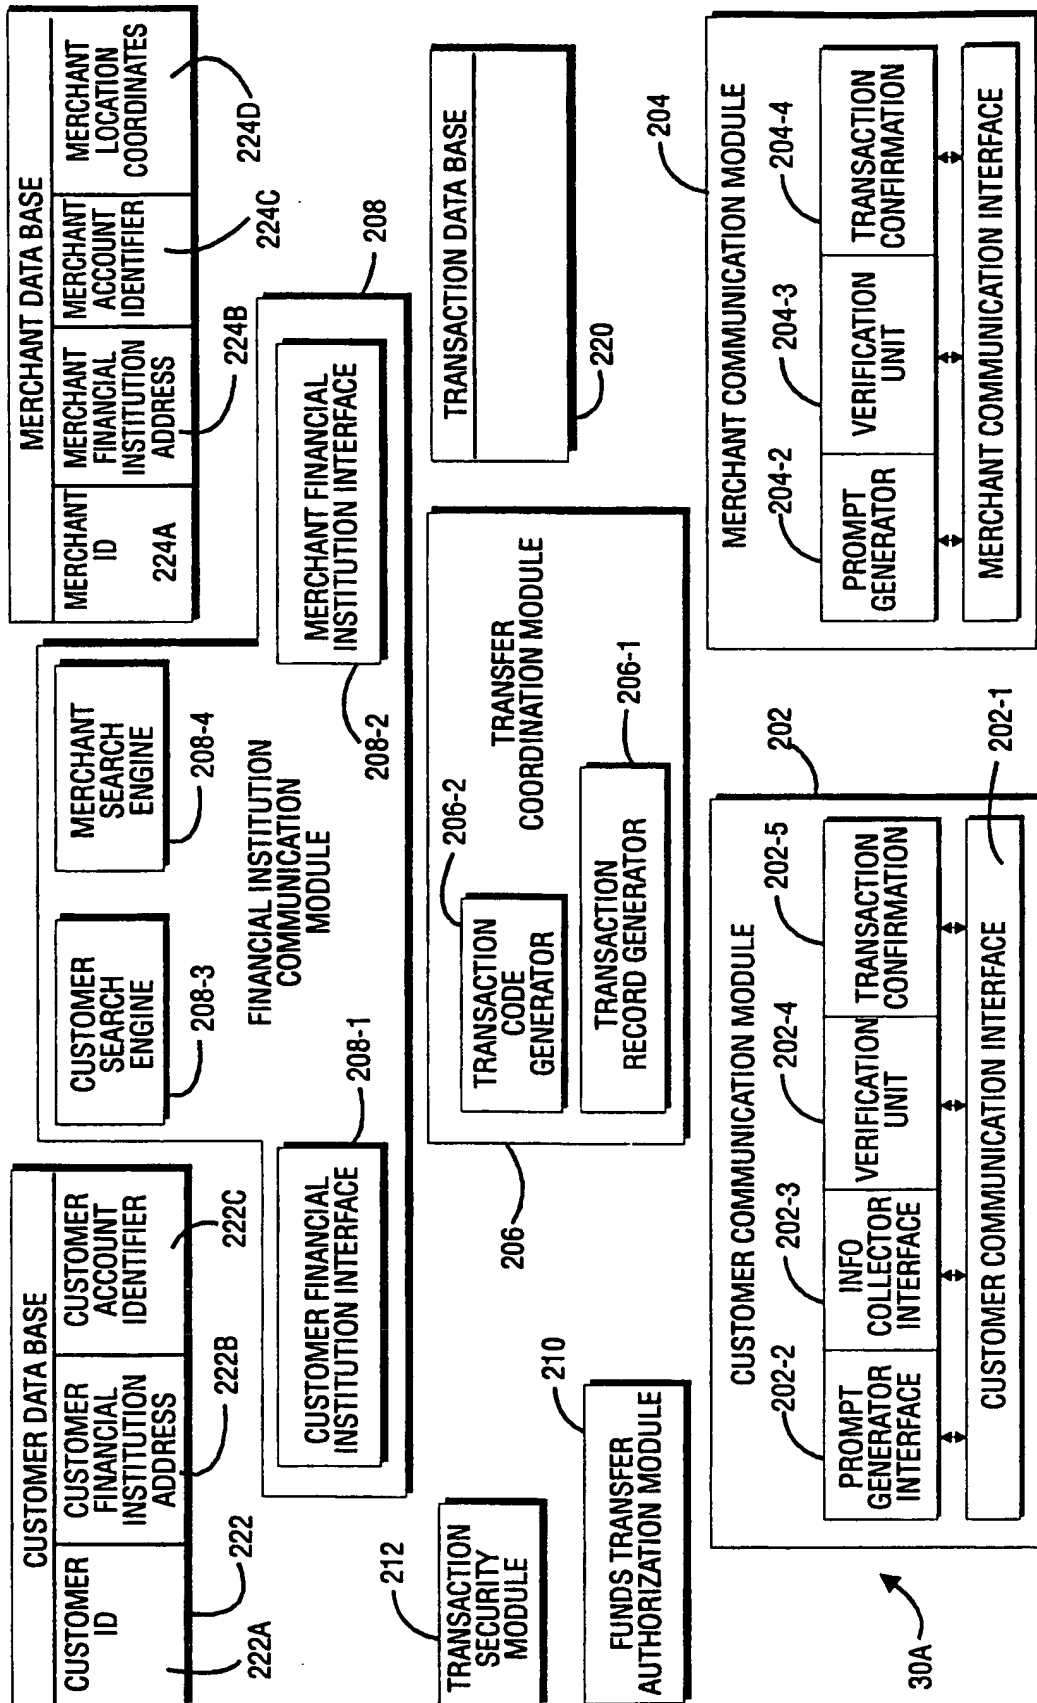 CUSTOMER DATA BASE
CUSTOMER
ID
222A
CUSTOMER
FINANCIAL
INSTITUTION
ADDRESS
222B
CUSTOMER
ACCOUNT
IDENTIFIER
222C
222
CUSTOMER
SEARCH
ENGINE
208-3
MERCHANT
SEARCH
ENGINE
208-4
FINANCIAL INSTITUTION
COMMUNICATION
MODULE
CUSTOMER FINANCIAL
INSTITUTION INTERFACE
208-1
MERCHANT FINANCIAL
INSTITUTION INTERFACE
208-2
208
MERCHANT DATA BASE
MERCHANT
ID
224A
MERCHANT
FINANCIAL
INSTITUTION
ADDRESS
224B
MERCHANT
ACCOUNT
IDENTIFIER
224C
MERCHANT
LOCATION
COORDINATES
224D
212
TRANSACTION
SECURITY
MODULE
210
FUNDS TRANSFER
AUTHORIZATION MODULE
206
TRANSACTION
CODE
GENERATOR
206-2
TRANSFER
COORDINATION MODULE
TRANSACTION
RECORD GENERATOR
206-1
TRANSACTION DATA BASE
220
30A
CUSTOMER COMMUNICATION MODULE
202
202-2
202-3
202-4
202-5
PROMPT
GENERATOR
INTERFACE
INFO
COLLECTOR
INTERFACE
VERIFICATION
UNIT
TRANSACTION
CONFIRMATION
CUSTOMER COMMUNICATION INTERFACE
202-1
MERCHANT COMMUNICATION MODULE
204
204-2
204-3
204-4
PROMPT
GENERATOR
VERIFICATION
UNIT
TRANSACTION
CONFIRMATION
MERCHANT COMMUNICATION INTERFACE